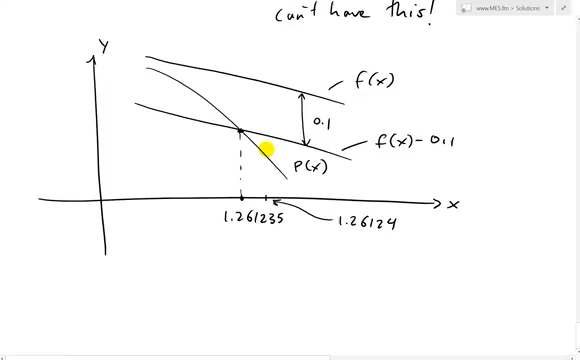 can't have this!
www.MES.fm > Solutions
Y
f(x)
0.1
f(x) - 0.1
P(x)
x
1.261235
1.26124